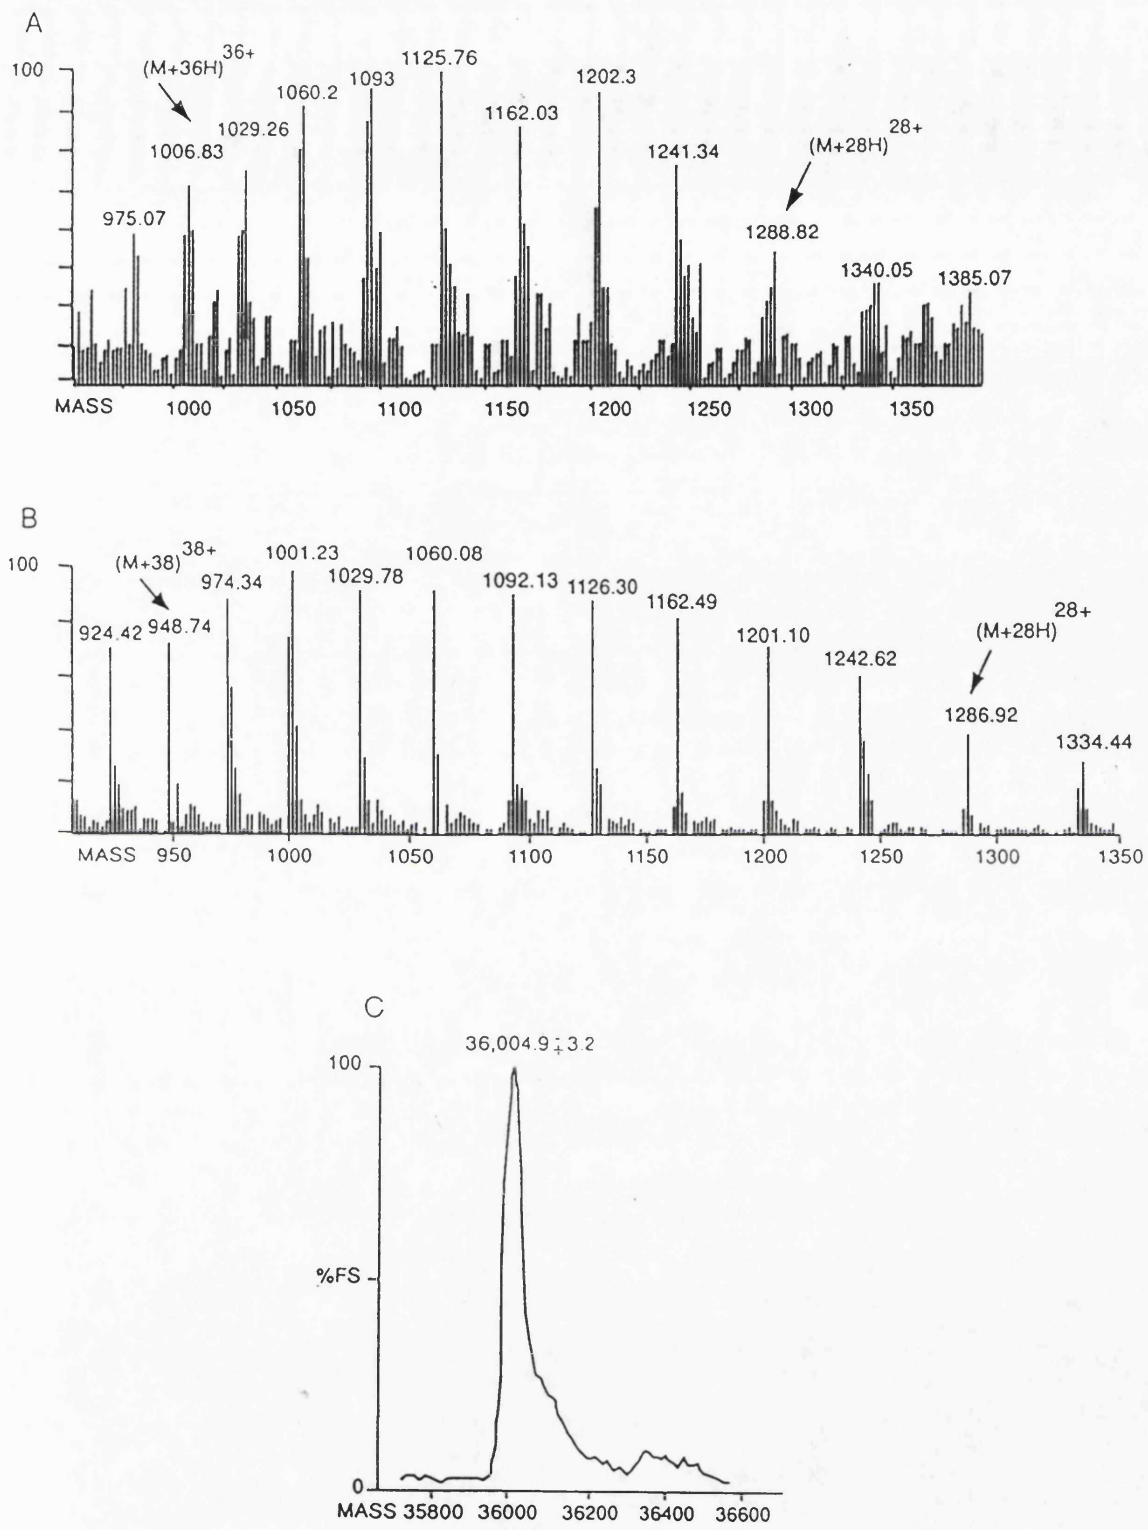 A
100
(M+36H) 36+
1006.83
975.07
1029.26
1060.2
1093
1125.76
1162.03
1202.3
1241.34
(M+28H) 28+
1288.82
1340.05
1385.07
MASS 1000 1050 1100 1150 1200 1250 1300 1350
B
100
(M+38) 38+
924.42
948.74
974.34
1001.23
1029.78
1060.08
1092.13
1126.30
1162.49
1201.10
1242.62
(M+28H) 28+
1286.92
1334.44
MASS 950 1000 1050 1100 1150 1200 1250 1300 1350
C
36,004.9 ∓ 3.2
100
%FS
0
MASS 35800 36000 36200 36400 36600